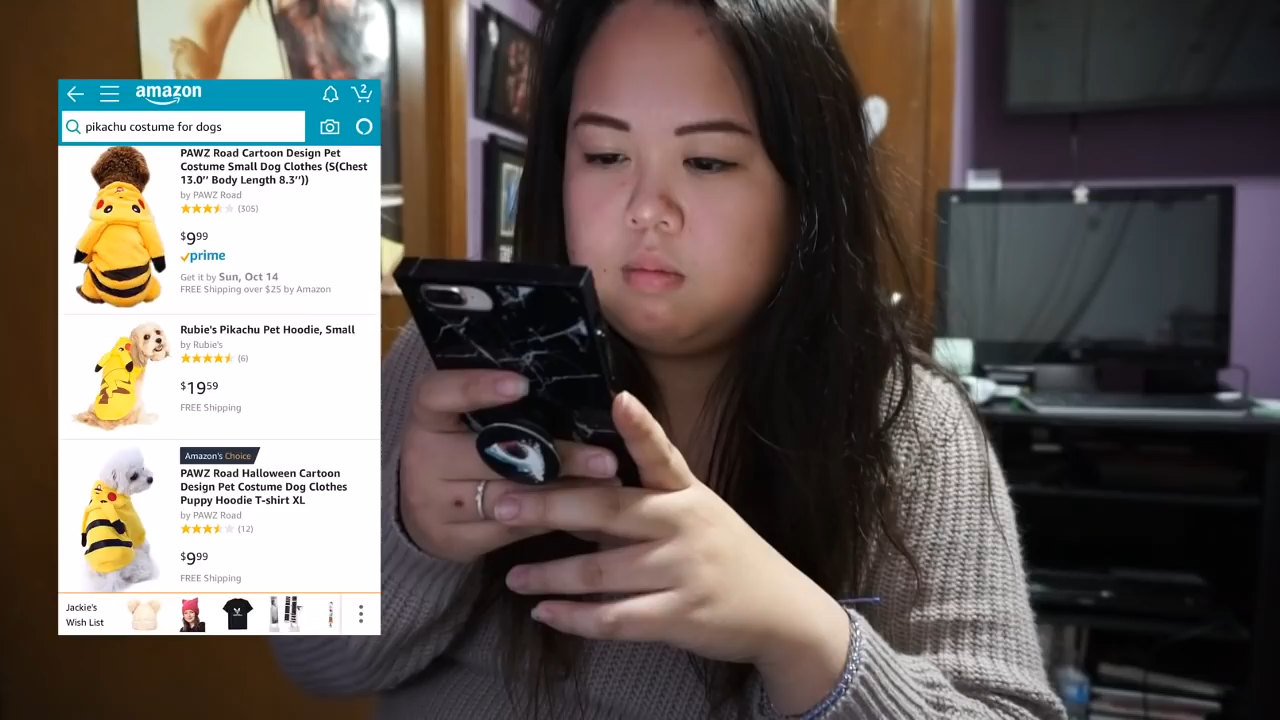 amazon
2
pikachu costume for dogs
PAWZ Road Cartoon Design Pet
Costume Small Dog Clothes (S(Chest
13.0'' Body Length 8.3''))
by PAWZ Road
(305)
$9.99
prime
Get it by Sun, Oct 14
FREE Shipping over $25 by Amazon
Rubie's Pikachu Pet Hoodie, Small
by Rubie's
(6)
$19.59
FREE Shipping
Amazon's Choice
PAWZ Road Halloween Cartoon
Design Pet Costume Dog Clothes
Puppy Hoodie T-shirt XL
by PAWZ Road
(12)
$9.99
FREE Shipping
Jackie's
Wish List